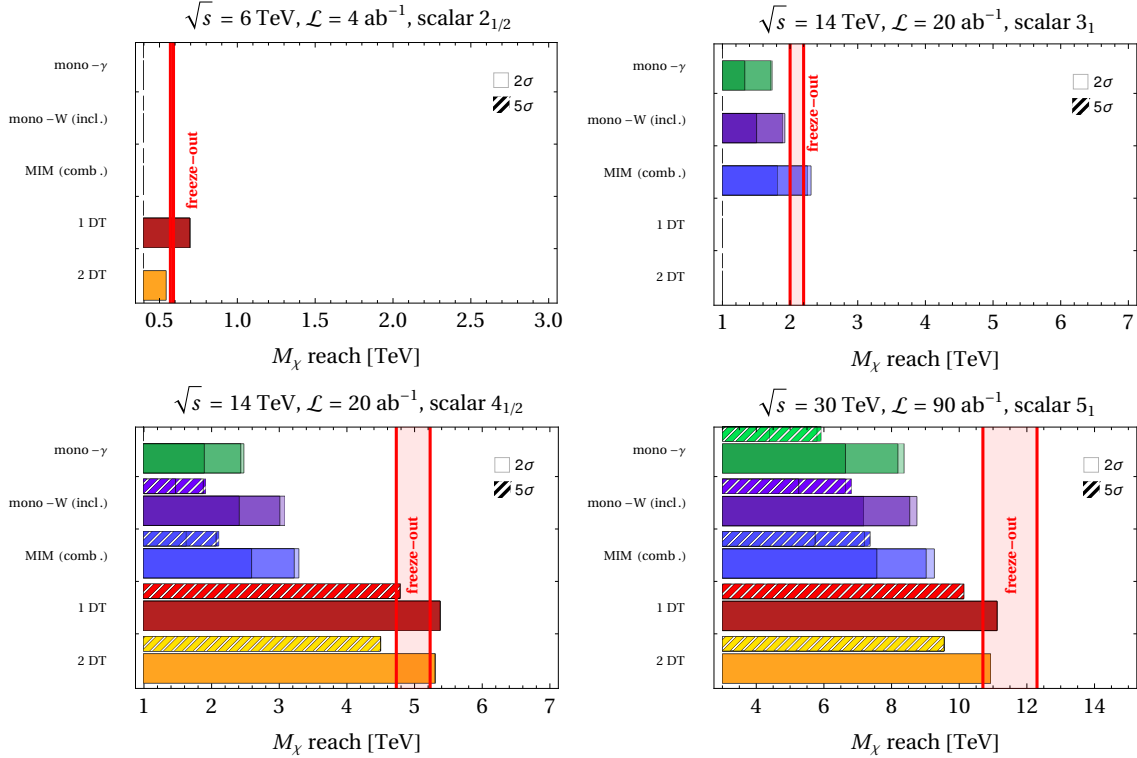 √s = 6 TeV, ℒ = 4 ab⁻¹, scalar 2₁/₂
mono−γ
mono−W (incl.)
MIM (comb.)
1 DT
2 DT
2σ
5σ
freeze−out
0.5 1.0 1.5 2.0 2.5 3.0
Mχ reach [TeV]
√s = 14 TeV, ℒ = 20 ab⁻¹, scalar 3₁
mono−γ
mono−W (incl.)
MIM (comb.)
1 DT
2 DT
2σ
5σ
freeze−out
1 2 3 4 5 6 7
Mχ reach [TeV]
√s = 14 TeV, ℒ = 20 ab⁻¹, scalar 4₁/₂
mono−γ
mono−W (incl.)
MIM (comb.)
1 DT
2 DT
2σ
5σ
freeze−out
1 2 3 4 5 6 7
Mχ reach [TeV]
√s = 30 TeV, ℒ = 90 ab⁻¹, scalar 5₁
mono−γ
mono−W (incl.)
MIM (comb.)
1 DT
2 DT
2σ
5σ
freeze−out
4 6 8 10 12 14
Mχ reach [TeV]